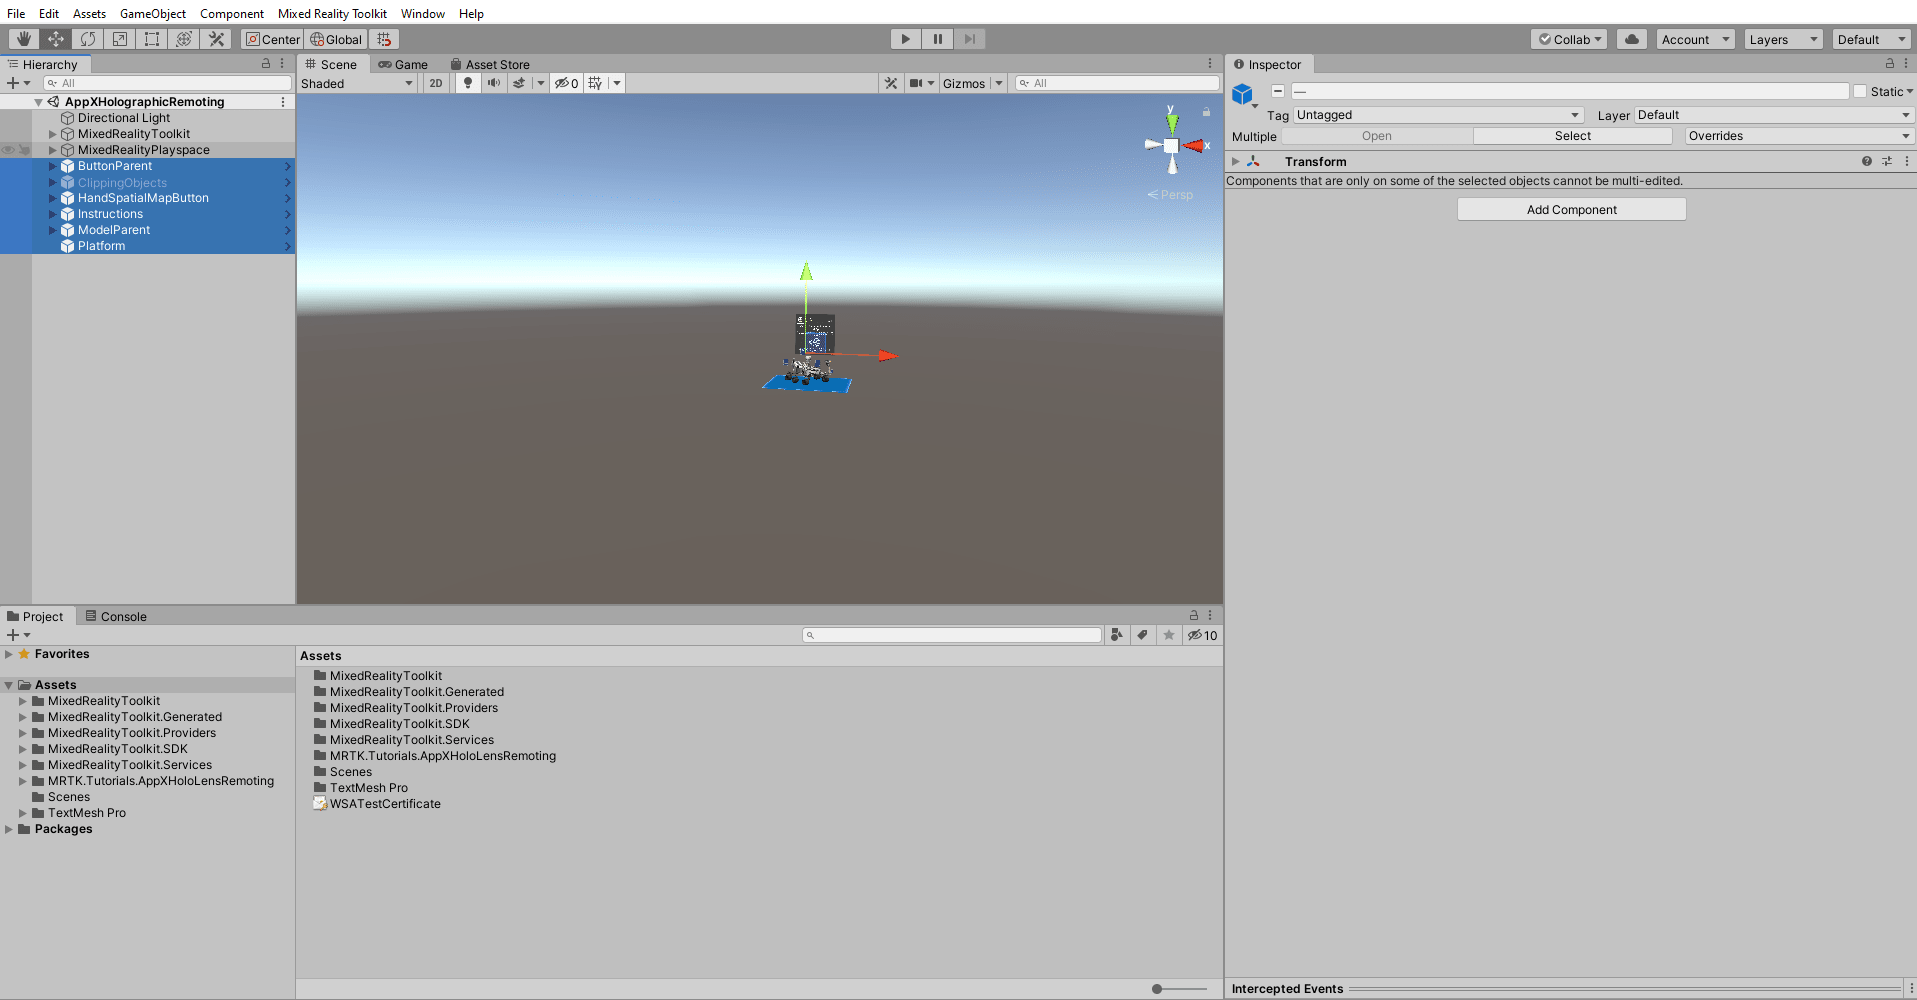 File Edit Assets GameObject Component Mixed Reality Toolkit Window Help
Center Global Collab Account Layers Default
Hierarchy
All
AppXHolographicRemoting
Directional Light
MixedRealityToolkit
MixedRealityPlayspace
ButtonParent
ClippingObjects
HandSpatialMapButton
Instructions
ModelParent
Platform
Scene Game Asset Store
Shaded 2D 0 Gizmos All
y
x
Persp
Inspector
—
Static
Tag Untagged Layer Default
Multiple Open Select Overrides
Transform
Components that are only on some of the selected objects cannot be multi-edited.
Add Component
Project Console
10
Favorites
Assets
MixedRealityToolkit
MixedRealityToolkit.Generated
MixedRealityToolkit.Providers
MixedRealityToolkit.SDK
MixedRealityToolkit.Services
MRTK.Tutorials.AppXHoloLensRemoting
Scenes
TextMesh Pro
Packages
Assets
MixedRealityToolkit
MixedRealityToolkit.Generated
MixedRealityToolkit.Providers
MixedRealityToolkit.SDK
MixedRealityToolkit.Services
MRTK.Tutorials.AppXHoloLensRemoting
Scenes
TextMesh Pro
WSATestCertificate
Intercepted Events